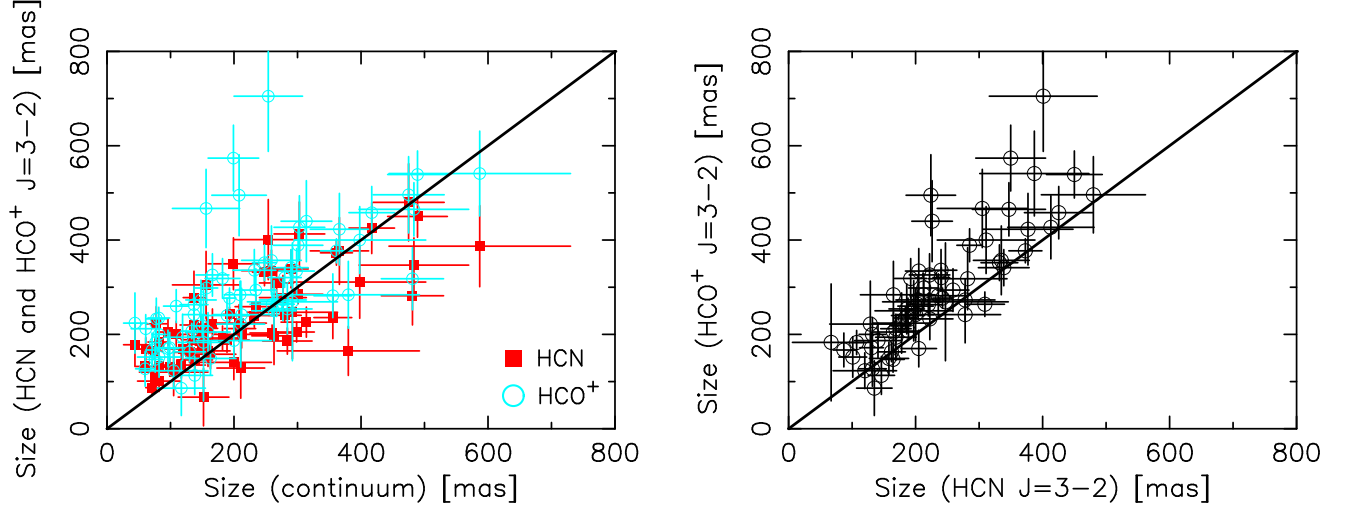 Size (HCN and HCO⁺ J=3−2) [mas]
800
600
400
200
0
HCN
HCO⁺
0 200 400 600 800
Size (continuum) [mas]
Size (HCO⁺ J=3−2) [mas]
800
600
400
200
0
0 200 400 600 800
Size (HCN J=3−2) [mas]